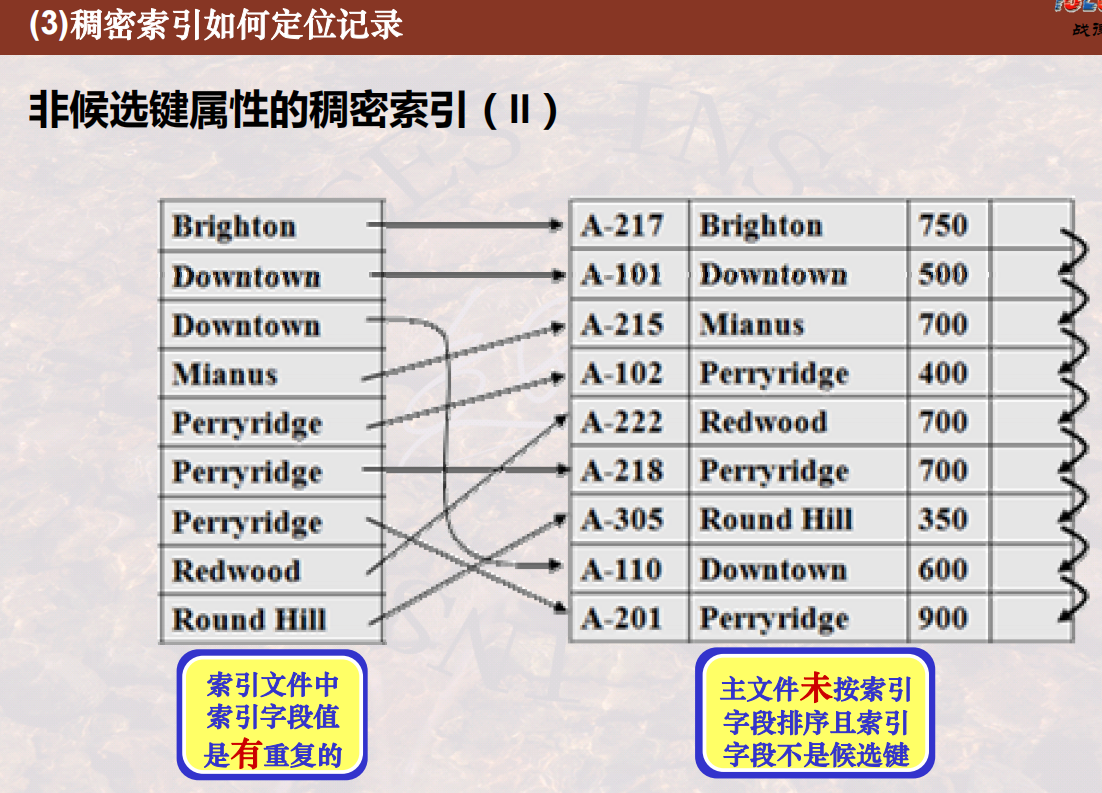 (3)稠密索引如何定位记录
非候选键属性的稠密索引(II)
Brighton
Downtown
Downtown
Mianus
Perryridge
Perryridge
Perryridge
Redwood
Round Hill
A-217 Brighton 750
A-101 Downtown 500
A-215 Mianus 700
A-102 Perryridge 400
A-222 Redwood 700
A-218 Perryridge 700
A-305 Round Hill 350
A-110 Downtown 600
A-201 Perryridge 900
索引文件中
索引字段值
是有重复的
主文件未按索引
字段排序且索引
字段不是候选键